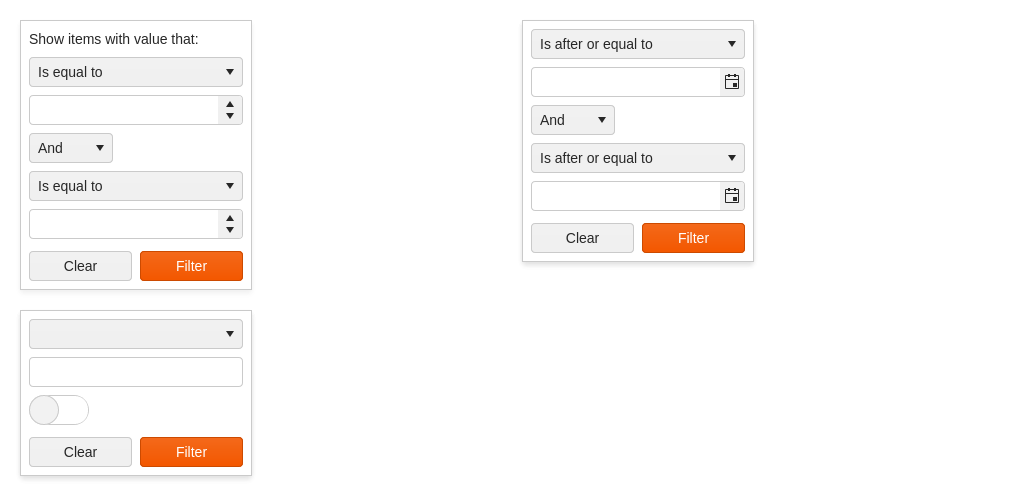 Show items with value that:
Is equal to
And
Is equal to
Clear Filter
Is after or equal to
And
Is after or equal to
Clear Filter
Clear Filter